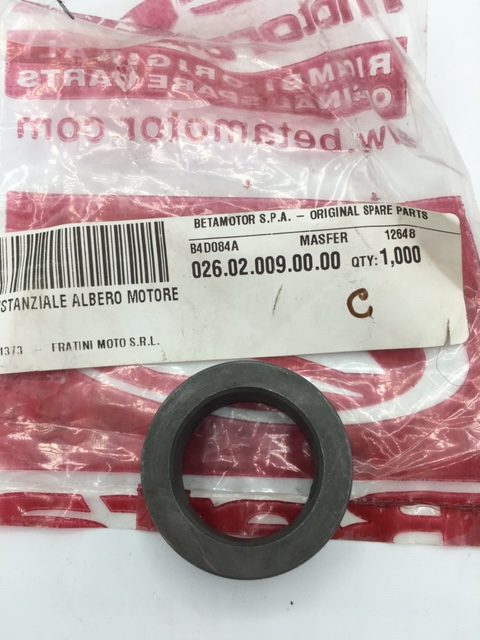 RICAMBI ORIGINALI
ORIGINAL SPARE PARTS
www.betamotor.com
BETAMOTOR S.P.A. - ORIGINAL SPARE PARTS
B4D084A MASFER 12648
026.02.009.00.00 QTY: 1,000
STANZIALE ALBERO MOTORE
C
1373 - FRATINI MOTO S.R.L.